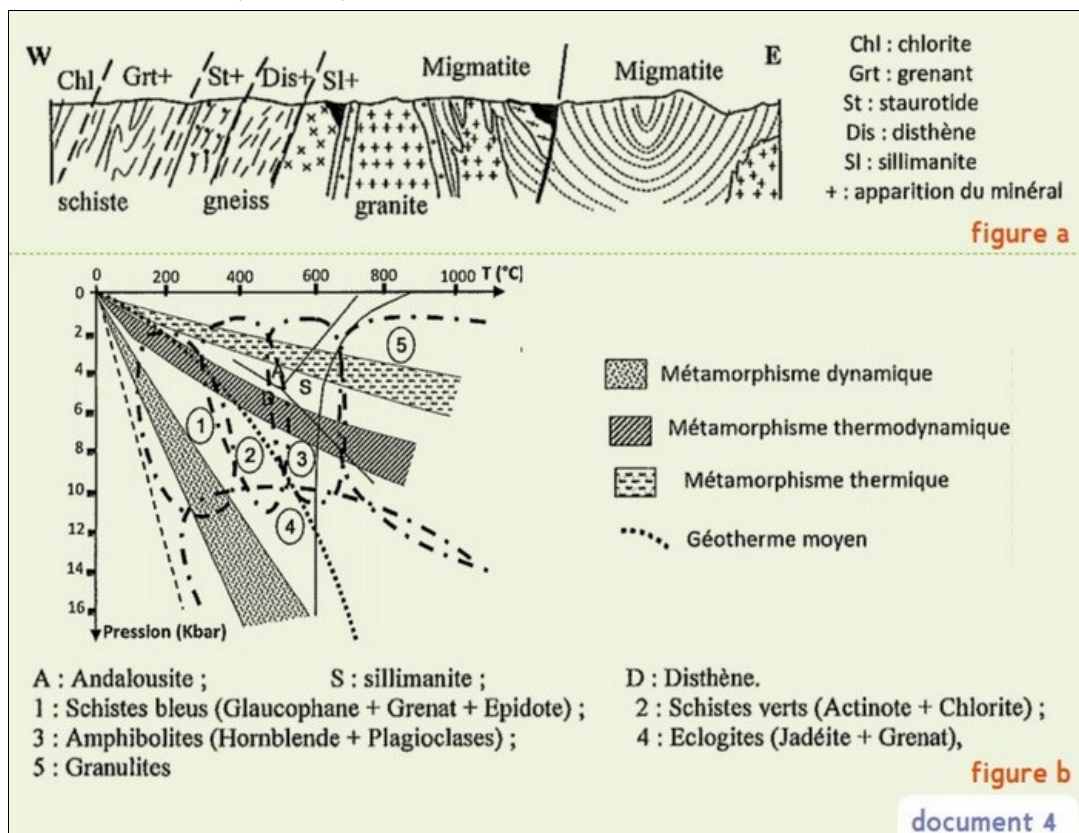 W
E
Chl Grt+ St+ Dis+ Sl+ Migmatite Migmatite
schiste gneiss granite
Chl : chlorite
Grt : grenant
St : staurotide
Dis : disthène
Sl : sillimanite
+ : apparition du minéral
figure a
0 200 400 600 800 1000 T (°C)
0
2
4
6
8
10
12
14
16
Pression (Kbar)
A
S
D
1
2
3
4
5
Métamorphisme dynamique
Métamorphisme thermodynamique
Métamorphisme thermique
Géotherme moyen
A : Andalousite ; S : sillimanite ; D : Disthène.
1 : Schistes bleus (Glaucophane + Grenat + Epidote) ; 2 : Schistes verts (Actinote + Chlorite) ;
3 : Amphibolites (Hornblende + Plagioclases) ; 4 : Eclogites (Jadéite + Grenat),
5 : Granulites
figure b
document 4